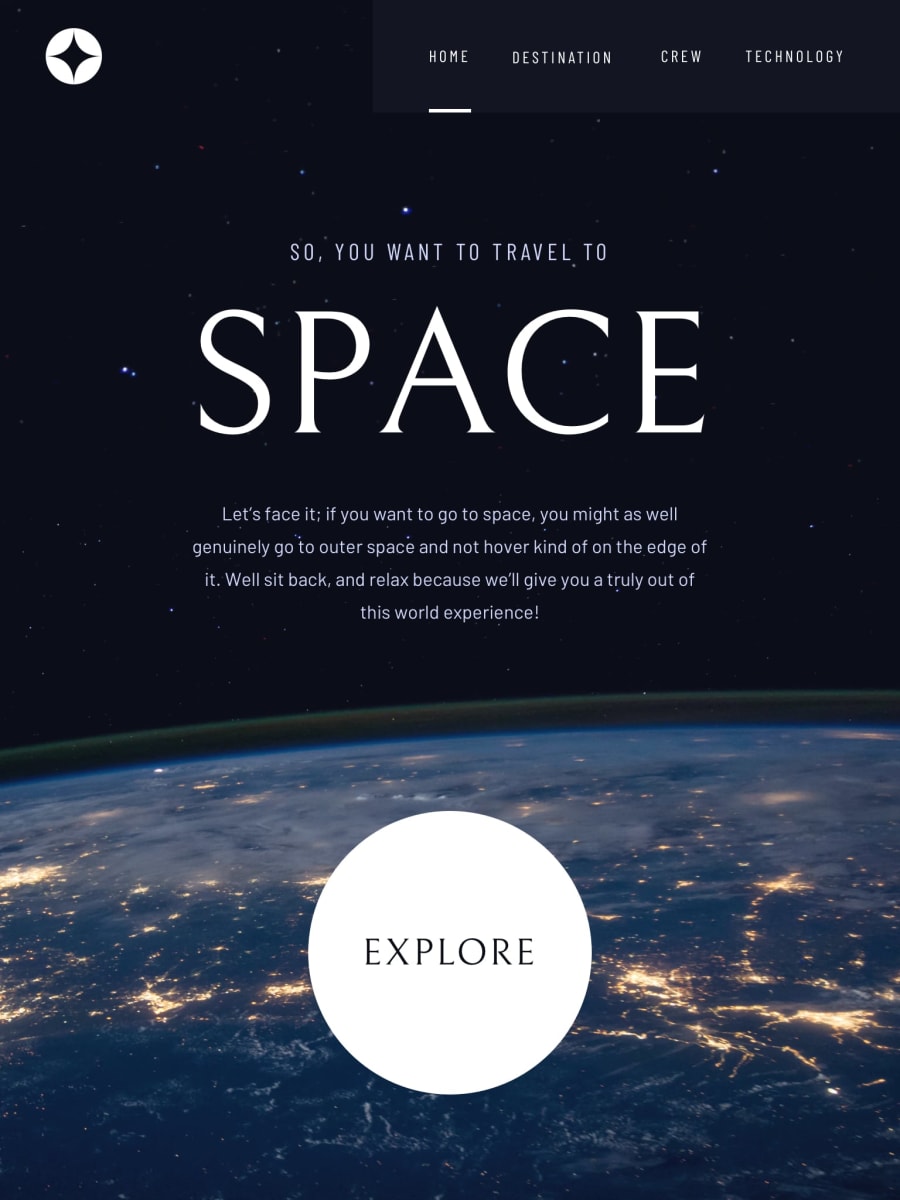 HOME DESTINATION CREW TECHNOLOGY
SO, YOU WANT TO TRAVEL TO
SPACE
Let’s face it; if you want to go to space, you might as well
genuinely go to outer space and not hover kind of on the edge of
it. Well sit back, and relax because we’ll give you a truly out of
this world experience!
EXPLORE